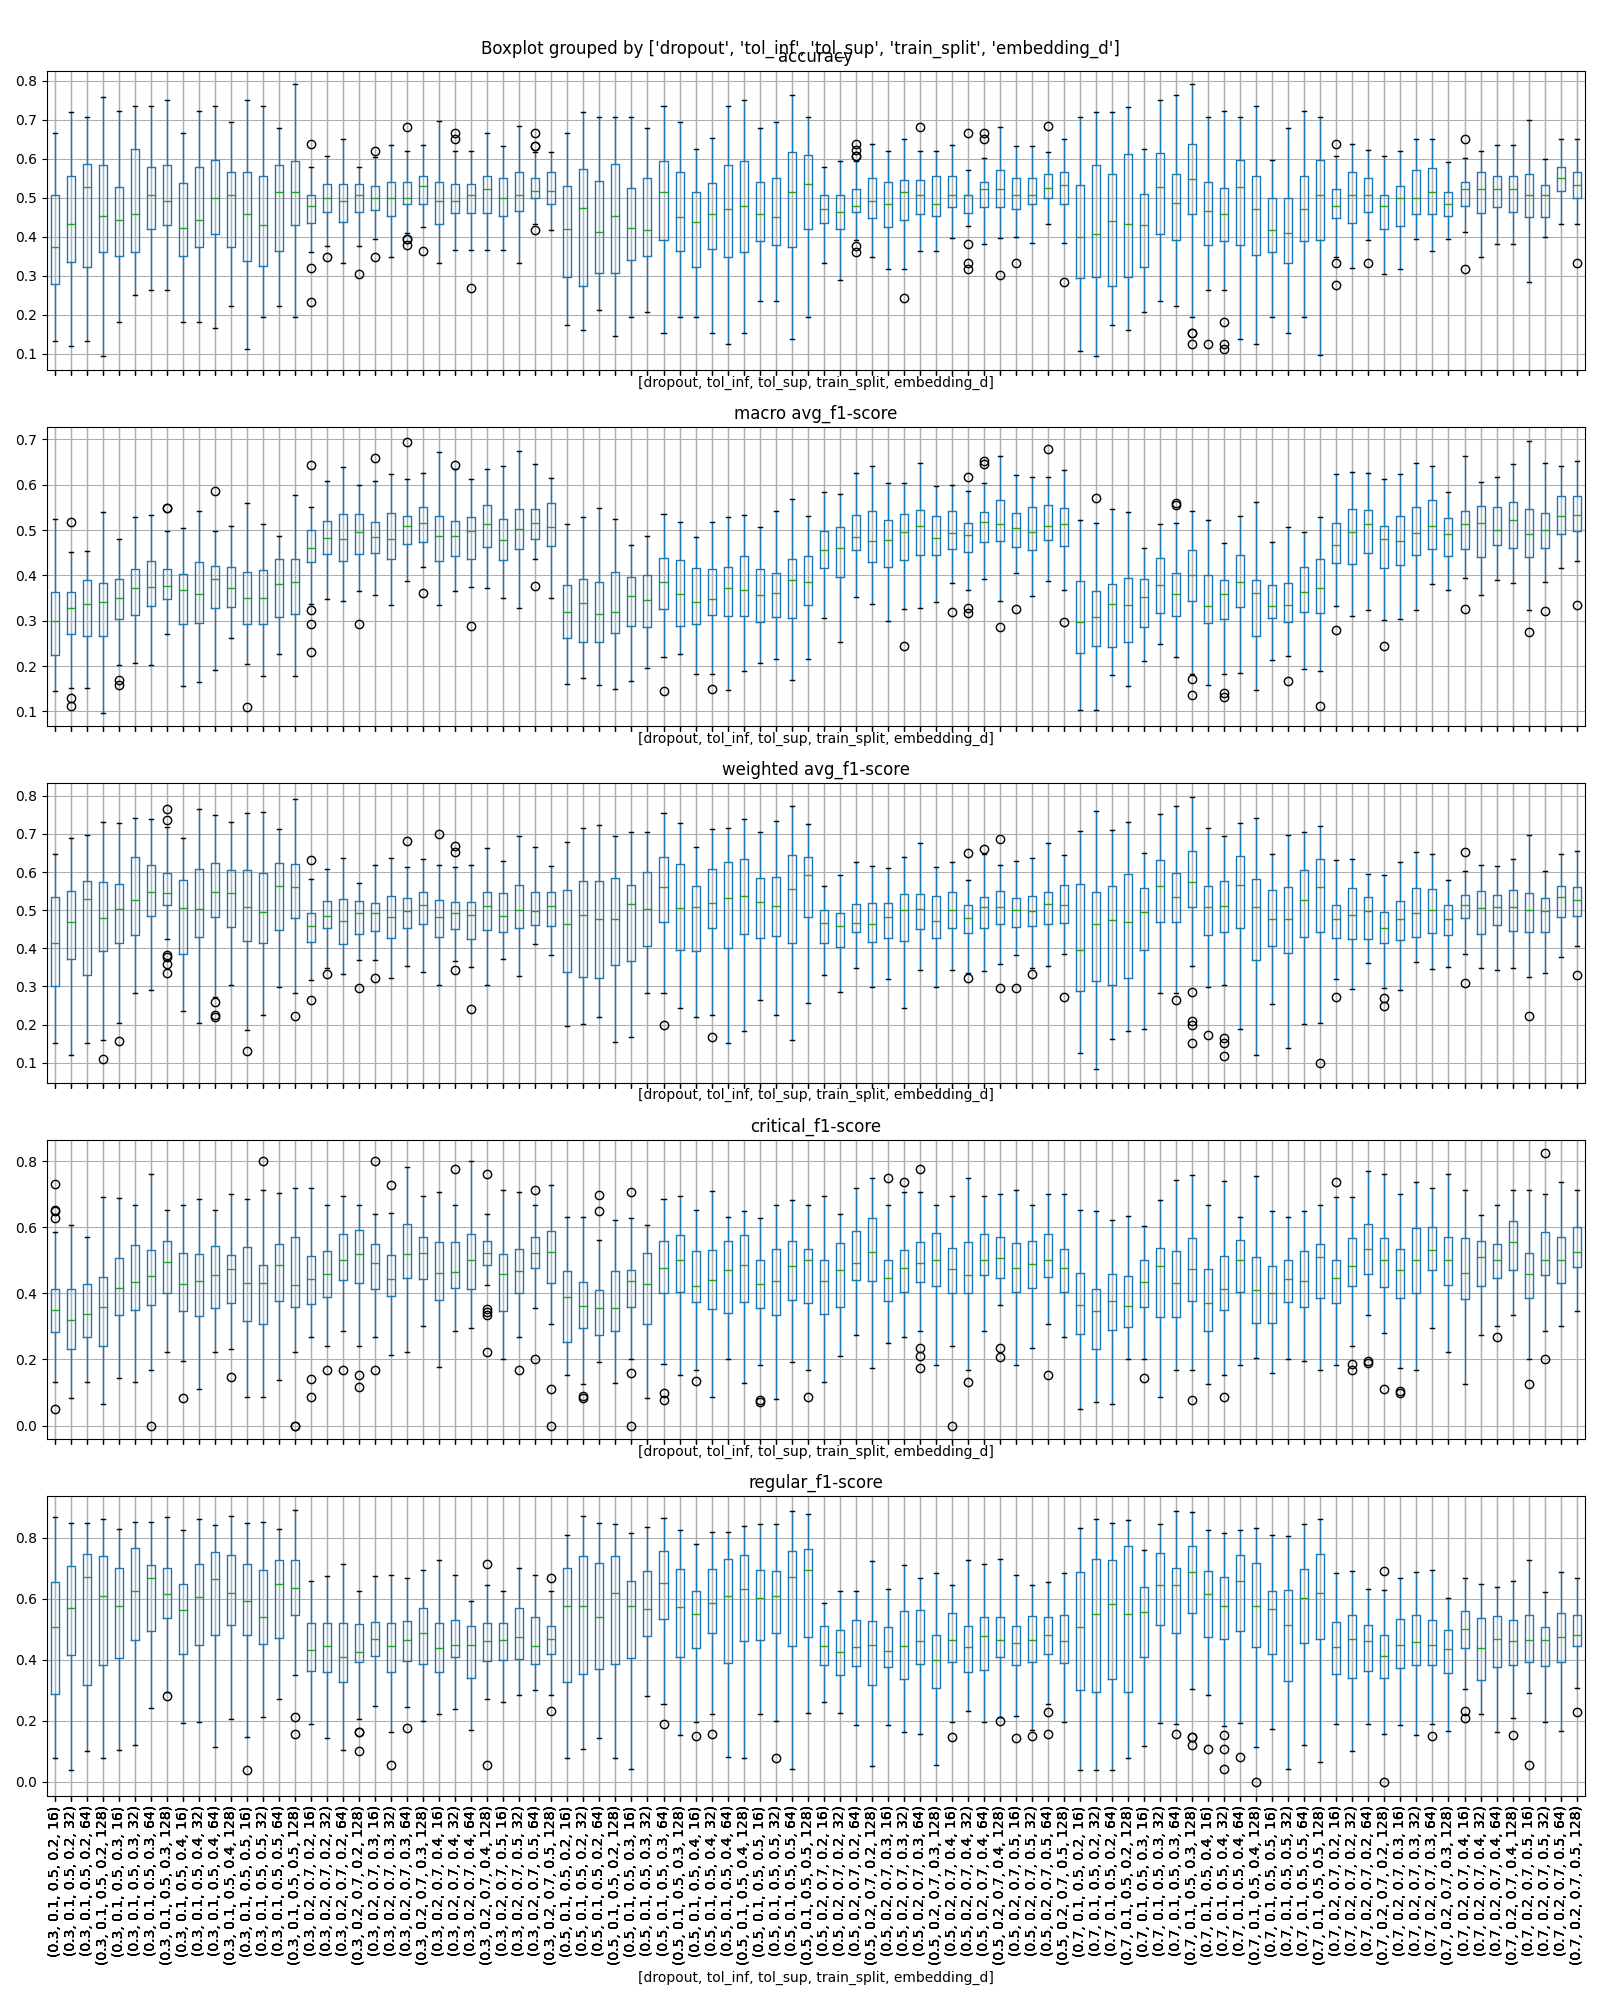 Boxplot grouped by ['dropout', 'tol_inf', 'tol_sup', 'train_split', 'embedding_d']
accuracy
0.8
0.7
0.6
0.5
0.4
0.3
0.2
0.1
[dropout, tol_inf, tol_sup, train_split, embedding_d]
macro avg_f1-score
0.7
0.6
0.5
0.4
0.3
0.2
0.1
[dropout, tol_inf, tol_sup, train_split, embedding_d]
weighted avg_f1-score
0.8
0.7
0.6
0.5
0.4
0.3
0.2
0.1
[dropout, tol_inf, tol_sup, train_split, embedding_d]
critical_f1-score
0.8
0.6
0.4
0.2
0.0
[dropout, tol_inf, tol_sup, train_split, embedding_d]
regular_f1-score
0.8
0.6
0.4
0.2
0.0
(0.3, 0.1, 0.5, 0.2, 16)
(0.3, 0.1, 0.5, 0.2, 32)
(0.3, 0.1, 0.5, 0.2, 64)
(0.3, 0.1, 0.5, 0.2, 128)
(0.3, 0.1, 0.5, 0.3, 16)
(0.3, 0.1, 0.5, 0.3, 32)
(0.3, 0.1, 0.5, 0.3, 64)
(0.3, 0.1, 0.5, 0.3, 128)
(0.3, 0.1, 0.5, 0.4, 16)
(0.3, 0.1, 0.5, 0.4, 32)
(0.3, 0.1, 0.5, 0.4, 64)
(0.3, 0.1, 0.5, 0.4, 128)
(0.3, 0.1, 0.5, 0.5, 16)
(0.3, 0.1, 0.5, 0.5, 32)
(0.3, 0.1, 0.5, 0.5, 64)
(0.3, 0.1, 0.5, 0.5, 128)
(0.3, 0.2, 0.7, 0.2, 16)
(0.3, 0.2, 0.7, 0.2, 32)
(0.3, 0.2, 0.7, 0.2, 64)
(0.3, 0.2, 0.7, 0.2, 128)
(0.3, 0.2, 0.7, 0.3, 16)
(0.3, 0.2, 0.7, 0.3, 32)
(0.3, 0.2, 0.7, 0.3, 64)
(0.3, 0.2, 0.7, 0.3, 128)
(0.3, 0.2, 0.7, 0.4, 16)
(0.3, 0.2, 0.7, 0.4, 32)
(0.3, 0.2, 0.7, 0.4, 64)
(0.3, 0.2, 0.7, 0.4, 128)
(0.3, 0.2, 0.7, 0.5, 16)
(0.3, 0.2, 0.7, 0.5, 32)
(0.3, 0.2, 0.7, 0.5, 64)
(0.3, 0.2, 0.7, 0.5, 128)
(0.5, 0.1, 0.5, 0.2, 16)
(0.5, 0.1, 0.5, 0.2, 32)
(0.5, 0.1, 0.5, 0.2, 64)
(0.5, 0.1, 0.5, 0.2, 128)
(0.5, 0.1, 0.5, 0.3, 16)
(0.5, 0.1, 0.5, 0.3, 32)
(0.5, 0.1, 0.5, 0.3, 64)
(0.5, 0.1, 0.5, 0.3, 128)
(0.5, 0.1, 0.5, 0.4, 16)
(0.5, 0.1, 0.5, 0.4, 32)
(0.5, 0.1, 0.5, 0.4, 64)
(0.5, 0.1, 0.5, 0.4, 128)
(0.5, 0.1, 0.5, 0.5, 16)
(0.5, 0.1, 0.5, 0.5, 32)
(0.5, 0.1, 0.5, 0.5, 64)
(0.5, 0.1, 0.5, 0.5, 128)
(0.5, 0.2, 0.7, 0.2, 16)
(0.5, 0.2, 0.7, 0.2, 32)
(0.5, 0.2, 0.7, 0.2, 64)
(0.5, 0.2, 0.7, 0.2, 128)
(0.5, 0.2, 0.7, 0.3, 16)
(0.5, 0.2, 0.7, 0.3, 32)
(0.5, 0.2, 0.7, 0.3, 64)
(0.5, 0.2, 0.7, 0.3, 128)
(0.5, 0.2, 0.7, 0.4, 16)
(0.5, 0.2, 0.7, 0.4, 32)
(0.5, 0.2, 0.7, 0.4, 64)
(0.5, 0.2, 0.7, 0.4, 128)
(0.5, 0.2, 0.7, 0.5, 16)
(0.5, 0.2, 0.7, 0.5, 32)
(0.5, 0.2, 0.7, 0.5, 64)
(0.5, 0.2, 0.7, 0.5, 128)
(0.7, 0.1, 0.5, 0.2, 16)
(0.7, 0.1, 0.5, 0.2, 32)
(0.7, 0.1, 0.5, 0.2, 64)
(0.7, 0.1, 0.5, 0.2, 128)
(0.7, 0.1, 0.5, 0.3, 16)
(0.7, 0.1, 0.5, 0.3, 32)
(0.7, 0.1, 0.5, 0.3, 64)
(0.7, 0.1, 0.5, 0.3, 128)
(0.7, 0.1, 0.5, 0.4, 16)
(0.7, 0.1, 0.5, 0.4, 32)
(0.7, 0.1, 0.5, 0.4, 64)
(0.7, 0.1, 0.5, 0.4, 128)
(0.7, 0.1, 0.5, 0.5, 16)
(0.7, 0.1, 0.5, 0.5, 32)
(0.7, 0.1, 0.5, 0.5, 64)
(0.7, 0.1, 0.5, 0.5, 128)
(0.7, 0.2, 0.7, 0.2, 16)
(0.7, 0.2, 0.7, 0.2, 32)
(0.7, 0.2, 0.7, 0.2, 64)
(0.7, 0.2, 0.7, 0.2, 128)
(0.7, 0.2, 0.7, 0.3, 16)
(0.7, 0.2, 0.7, 0.3, 32)
(0.7, 0.2, 0.7, 0.3, 64)
(0.7, 0.2, 0.7, 0.3, 128)
(0.7, 0.2, 0.7, 0.4, 16)
(0.7, 0.2, 0.7, 0.4, 32)
(0.7, 0.2, 0.7, 0.4, 64)
(0.7, 0.2, 0.7, 0.4, 128)
(0.7, 0.2, 0.7, 0.5, 16)
(0.7, 0.2, 0.7, 0.5, 32)
(0.7, 0.2, 0.7, 0.5, 64)
(0.7, 0.2, 0.7, 0.5, 128)
[dropout, tol_inf, tol_sup, train_split, embedding_d]